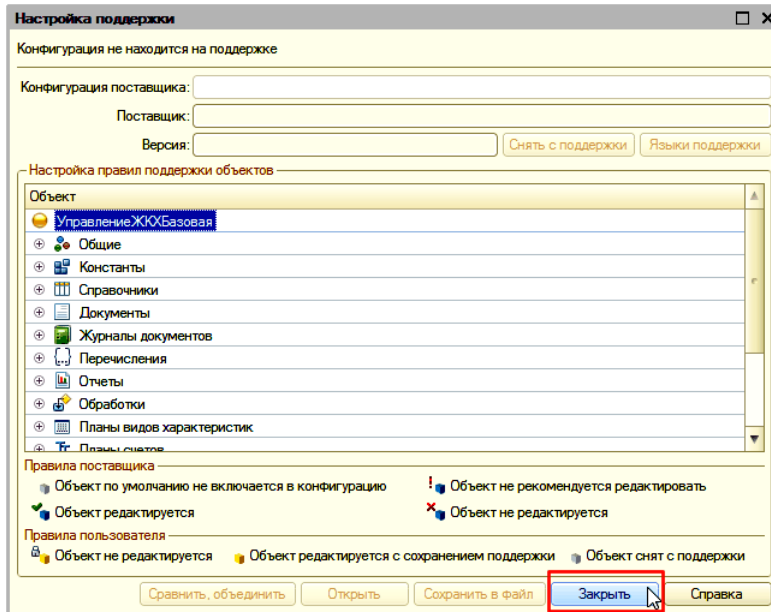 Настройка поддержки
Конфигурация не находится на поддержке
Конфигурация поставщика:
Поставщик:
Версия: Снять с поддержки Языки поддержки
Настройка правил поддержки объектов
Объект
УправлениеЖКХБазовая
Общие
Константы
Справочники
Документы
Журналы документов
Перечисления
Отчеты
Обработки
Планы видов характеристик
Планы счетов
Правила поставщика
Объект по умолчанию не включается в конфигурацию Объект не рекомендуется редактировать
Объект редактируется Объект не редактируется
Правила пользователя
Объект не редактируется Объект редактируется с сохранением поддержки Объект снят с поддержки
Сравнить, объединить Открыть Сохранить в файл Закрыть Справка